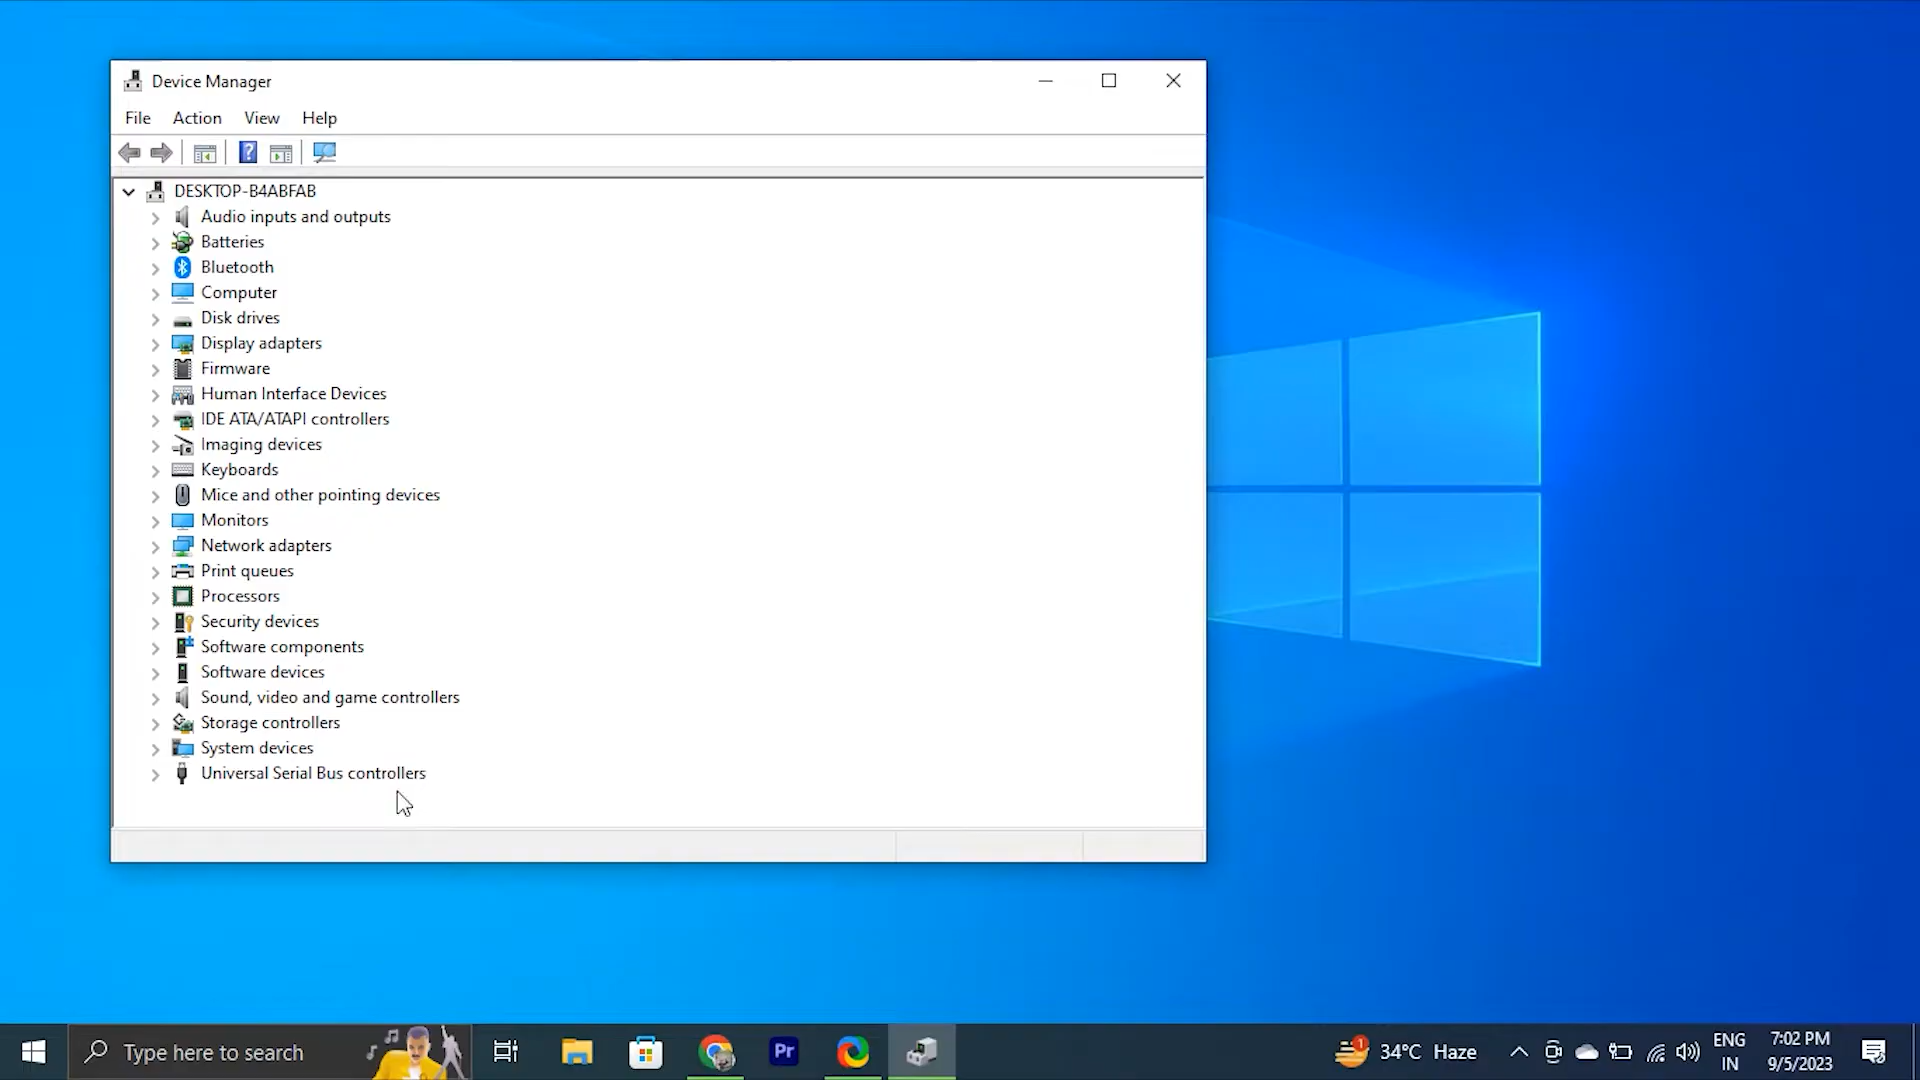 Device Manager
File Action View Help
DESKTOP-B4ABFAB
Audio inputs and outputs
Batteries
Bluetooth
Computer
Disk drives
Display adapters
Firmware
Human Interface Devices
IDE ATA/ATAPI controllers
Imaging devices
Keyboards
Mice and other pointing devices
Monitors
Network adapters
Print queues
Processors
Security devices
Software components
Software devices
Sound, video and game controllers
Storage controllers
System devices
Universal Serial Bus controllers
Type here to search
Pr
1
34°C Haze
ENG
IN
7:02 PM
9/5/2023